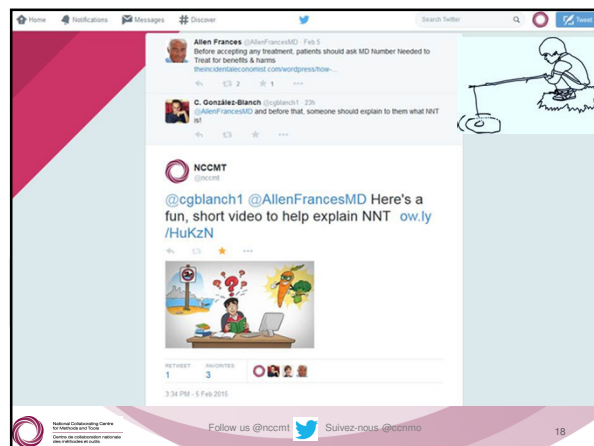 Home Notifications Messages # Discover Search Twitter Tweet
Allen Frances @AllenFrancesMD · Feb 5
Before accepting any treatment, patients should ask MD Number Needed to
Treat for benefits & harms
theincidentaleconomist.com/wordpress/how-...
2 1
C. González-Blanch @cgblanch1 · 23h
@AllenFrancesMD and before that, someone should explain to them what NNT
is!
NCCMT
@nccmt
@cgblanch1 @AllenFrancesMD Here's a
fun, short video to help explain NNT ow.ly
/HuKzN
? ? ?
RETWEET FAVORITES
1 3
3:34 PM - 5 Feb 2015
National Collaborating Centre
for Methods and Tools
Centre de collaboration nationale
des méthodes et outils
Follow us @nccmt Suivez-nous @ccnmo
18